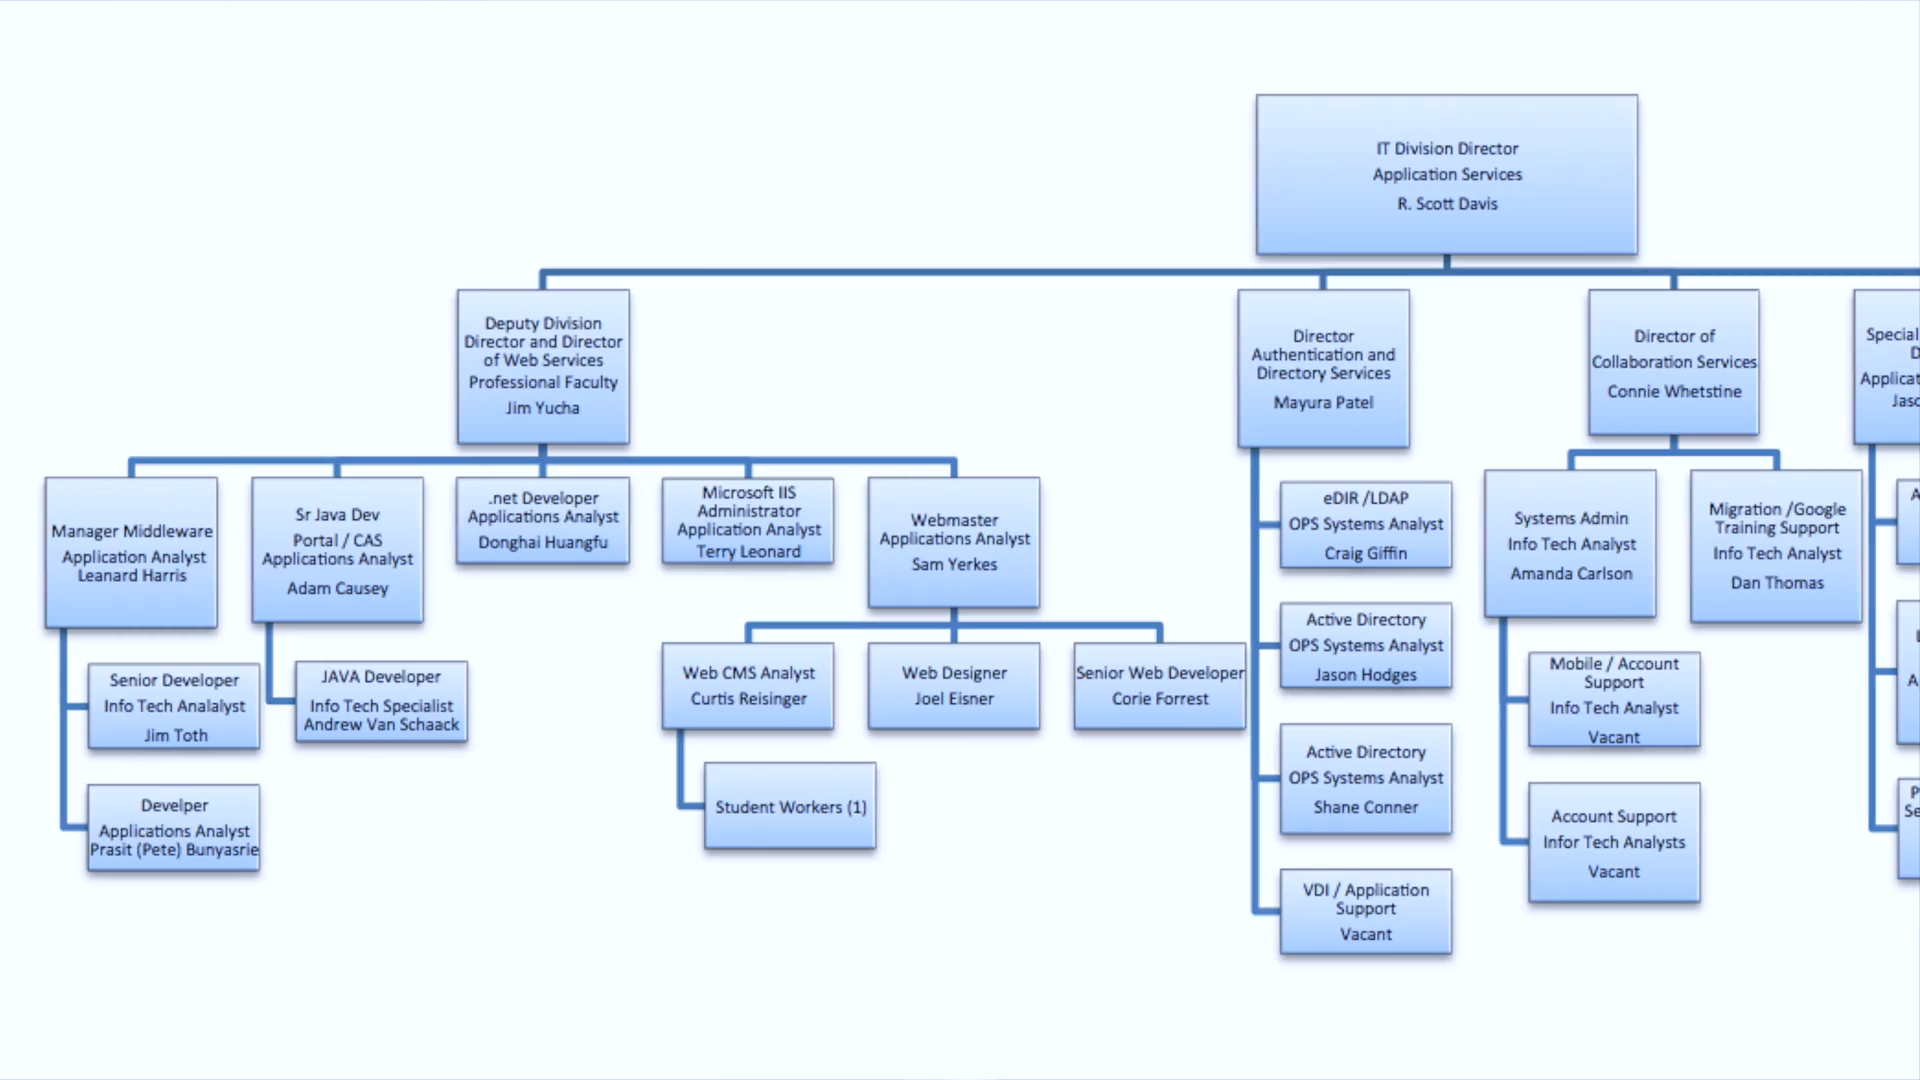 IT Division Director
Application Services
R. Scott Davis
Deputy Division
Director and Director
of Web Services
Professional Faculty
Jim Yucha
Director
Authentication and
Directory Services
Mayura Patel
Director of
Collaboration Services
Connie Whetstine
Special
Manager Middleware
Application Analyst
Leanard Harris
Sr Java Dev
Portal / CAS
Applications Analyst
Adam Causey
.net Developer
Applications Analyst
Donghai Huangfu
Microsoft IIS
Administrator
Application Analyst
Terry Leonard
Webmaster
Applications Analyst
Sam Yerkes
Senior Developer
Info Tech Analalyst
Jim Toth
Develper
Applications Analyst
Prasit (Pete) Bunyasrie
JAVA Developer
Info Tech Specialist
Andrew Van Schaack
Web CMS Analyst
Curtis Reisinger
Web Designer
Joel Eisner
Senior Web Developer
Corie Forrest
Student Workers (1)
eDIR /LDAP
OPS Systems Analyst
Craig Giffin
Active Directory
OPS Systems Analyst
Jason Hodges
Active Directory
OPS Systems Analyst
Shane Conner
VDI / Application
Support
Vacant
Systems Admin
Info Tech Analyst
Amanda Carlson
Migration /Google
Training Support
Info Tech Analyst
Dan Thomas
Mobile / Account
Support
Info Tech Analyst
Vacant
Account Support
Infor Tech Analysts
Vacant